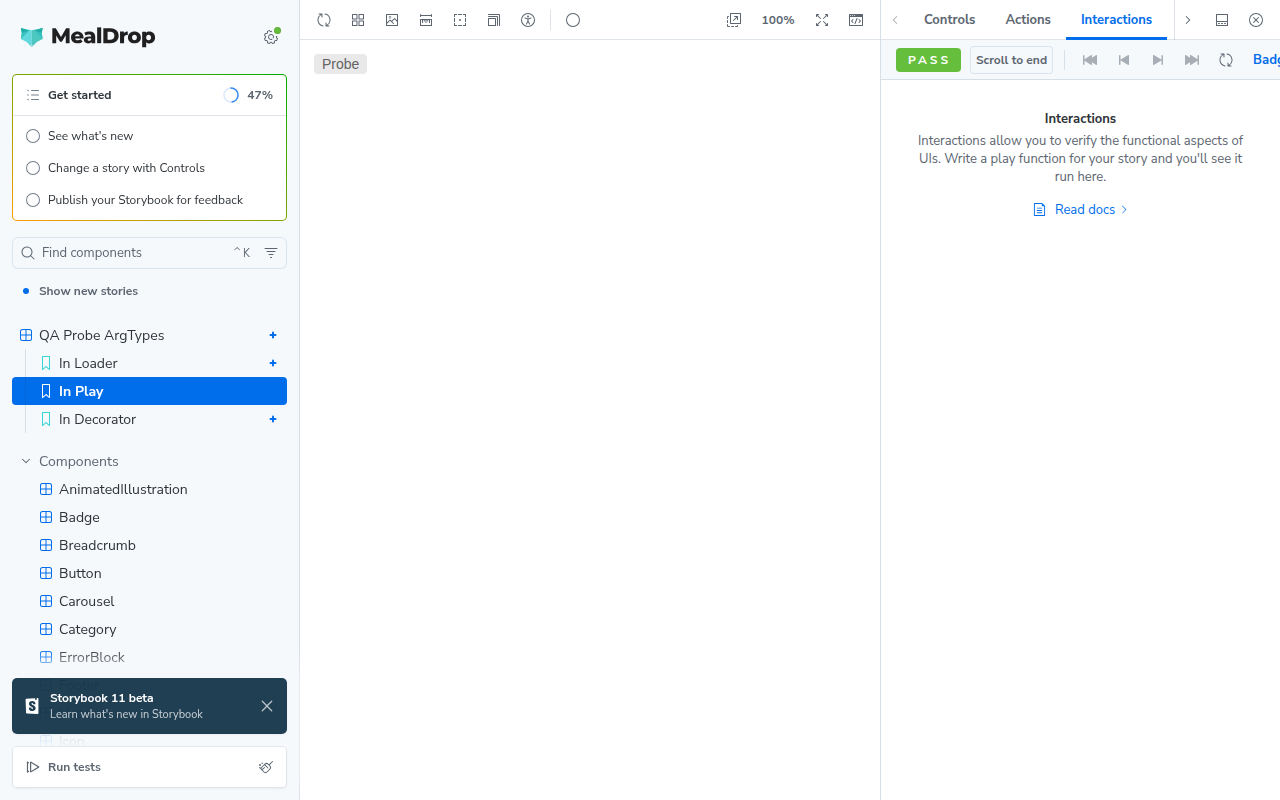 MealDrop
Get started
47%
See what's new
Change a story with Controls
Publish your Storybook for feedback
Find components
^ K
Show new stories
QA Probe ArgTypes
In Loader
In Play
In Decorator
Components
AnimatedIllustration
Badge
Breadcrumb
Button
Carousel
Category
ErrorBlock
Storybook 11 beta
Learn what's new in Storybook
Icon
Run tests
100%
Probe
Controls
Actions
Interactions
PASS
Scroll to end
Badg
Interactions
Interactions allow you to verify the functional aspects of
UIs. Write a play function for your story and you'll see it
run here.
Read docs